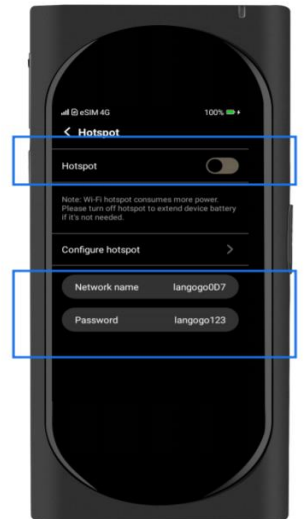 eSIM 4G 100%
Hotspot
Hotspot
Note: Wi-Fi hotspot consumes more power.
Please turn off hotspot to extend device battery
if it's not needed.
Configure hotspot
Network name langogo0D7
Password langogo123